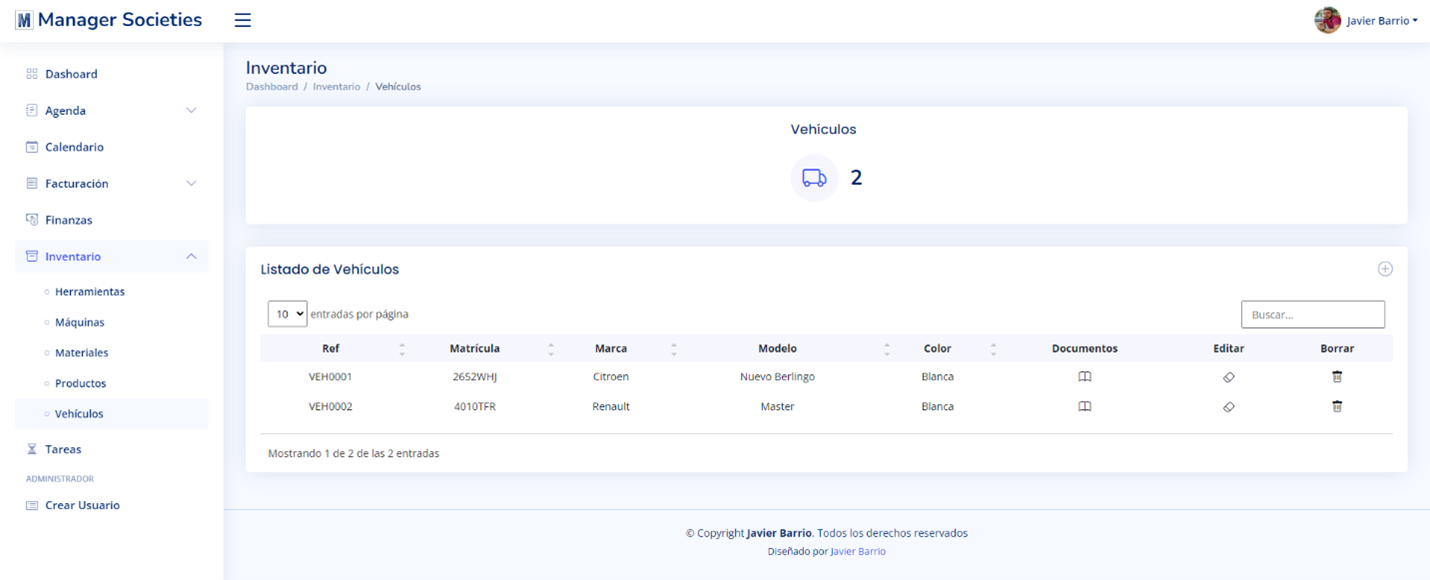 Manager Societies
Javier Barrio
Dashoard
Agenda
Calendario
Facturación
Finanzas
Inventario
Herramientas
Máquinas
Materiales
Productos
Vehículos
Tareas
ADMINISTRADOR
Crear Usuario
Inventario
Dashboard / Inventario / Vehículos
Vehículos
2
Listado de Vehículos
10 entradas por página
Buscar...
Ref Matrícula Marca Modelo Color Documentos Editar Borrar
VEH0001 2652WHJ Citroen Nuevo Berlingo Blanca
VEH0002 4010TFR Renault Master Blanca
Mostrando 1 de 2 de las 2 entradas
© Copyright Javier Barrio. Todos los derechos reservados
Diseñado por Javier Barrio